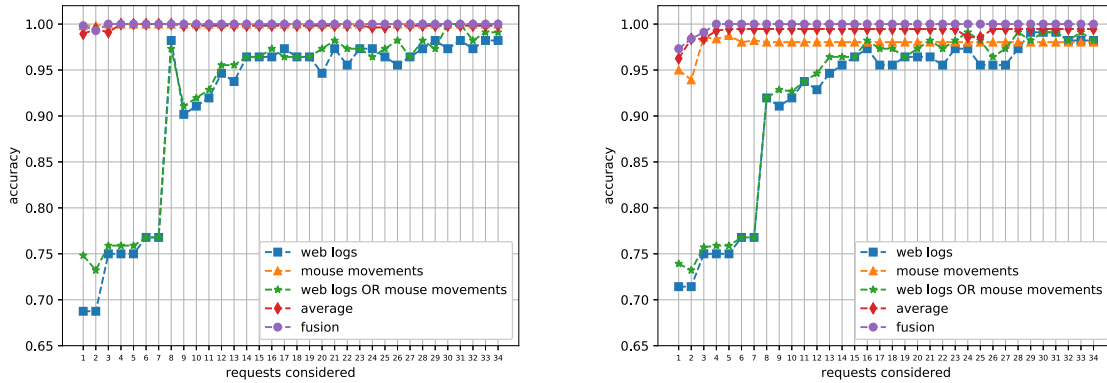 1.00
0.95
0.90
0.85
0.80
0.75
0.70
0.65
accuracy
web logs
mouse movements
web logs OR mouse movements
average
fusion
1 2 3 4 5 6 7 8 9 10 11 12 13 14 15 16 17 18 19 20 21 22 23 24 25 26 27 28 29 30 31 32 33 34
requests considered
1.00
0.95
0.90
0.85
0.80
0.75
0.70
0.65
accuracy
web logs
mouse movements
web logs OR mouse movements
average
fusion
1 2 3 4 5 6 7 8 9 10 11 12 13 14 15 16 17 18 19 20 21 22 23 24 25 26 27 28 29 30 31 32 33 34
requests considered